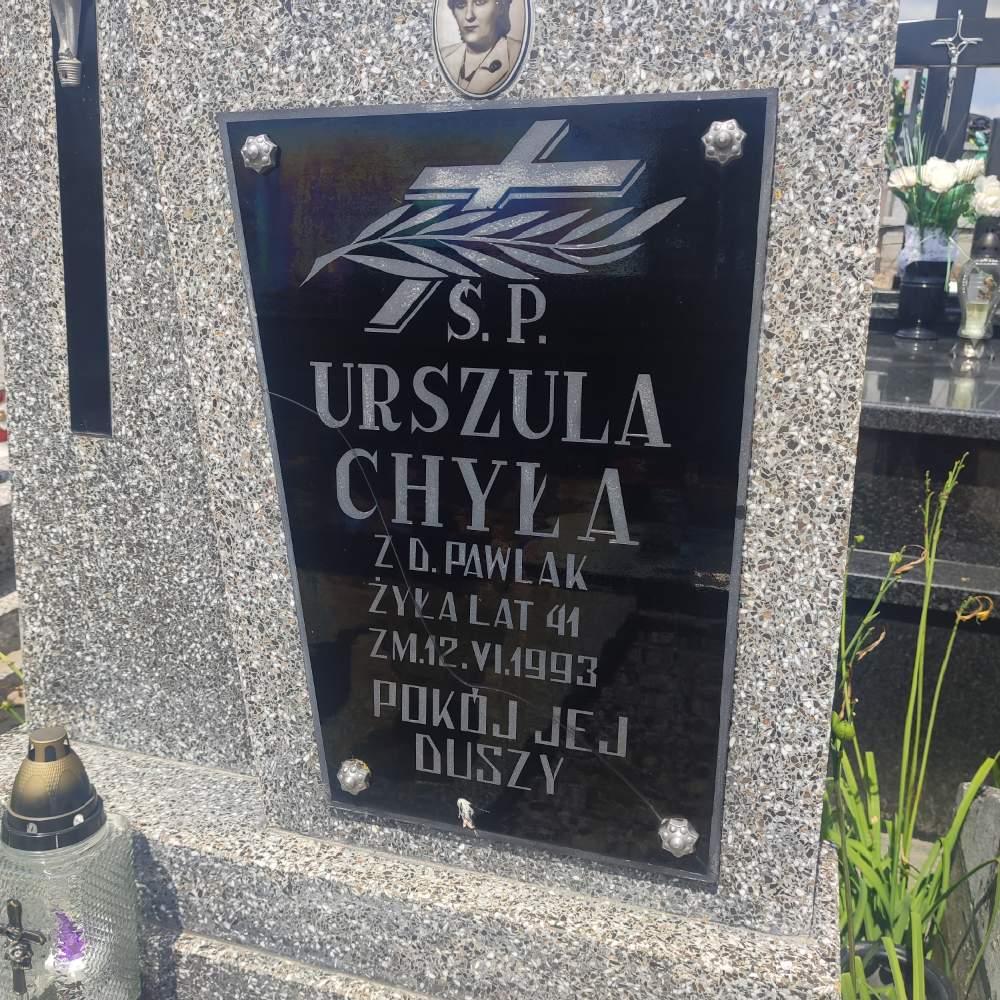 Ś. P.
URSZULA
CHYŁA
Z D. PAWLAK
ŻYŁA LAT 41
ZM.12.VI.1993
POKÓJ JEJ
DUSZY